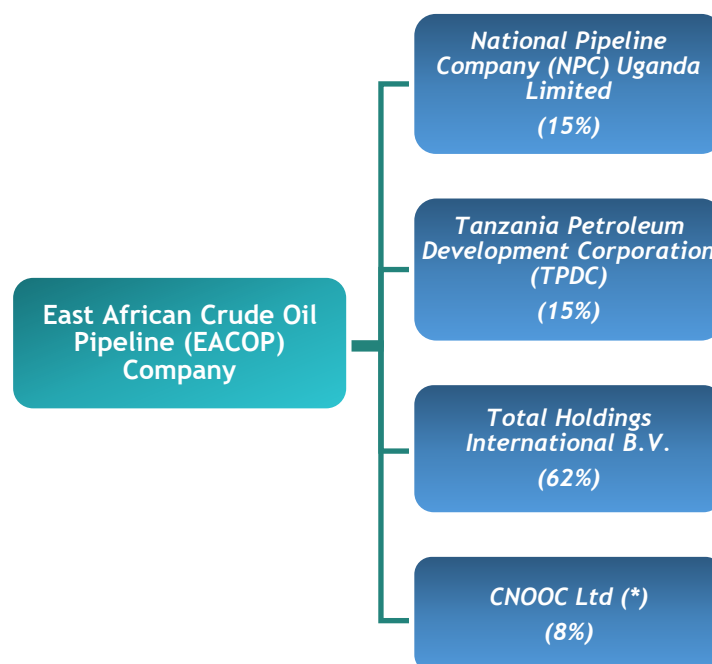 National Pipeline
Company (NPC) Uganda
Limited
(15%)
Tanzania Petroleum
Development Corporation
(TPDC)
(15%)
East African Crude Oil
Pipeline (EACOP)
Company
Total Holdings
International B.V.
(62%)
CNOOC Ltd (*)
(8%)